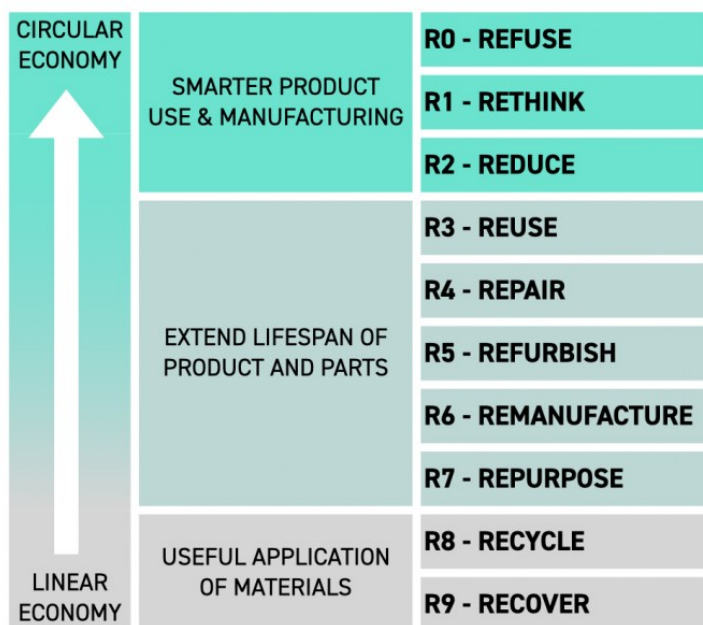 CIRCULAR
ECONOMY
LINEAR
ECONOMY
SMARTER PRODUCT
USE & MANUFACTURING
R0 - REFUSE
R1 - RETHINK
R2 - REDUCE
EXTEND LIFESPAN OF
PRODUCT AND PARTS
R3 - REUSE
R4 - REPAIR
R5 - REFURBISH
R6 - REMANUFACTURE
R7 - REPURPOSE
USEFUL APPLICATION
OF MATERIALS
R8 - RECYCLE
R9 - RECOVER